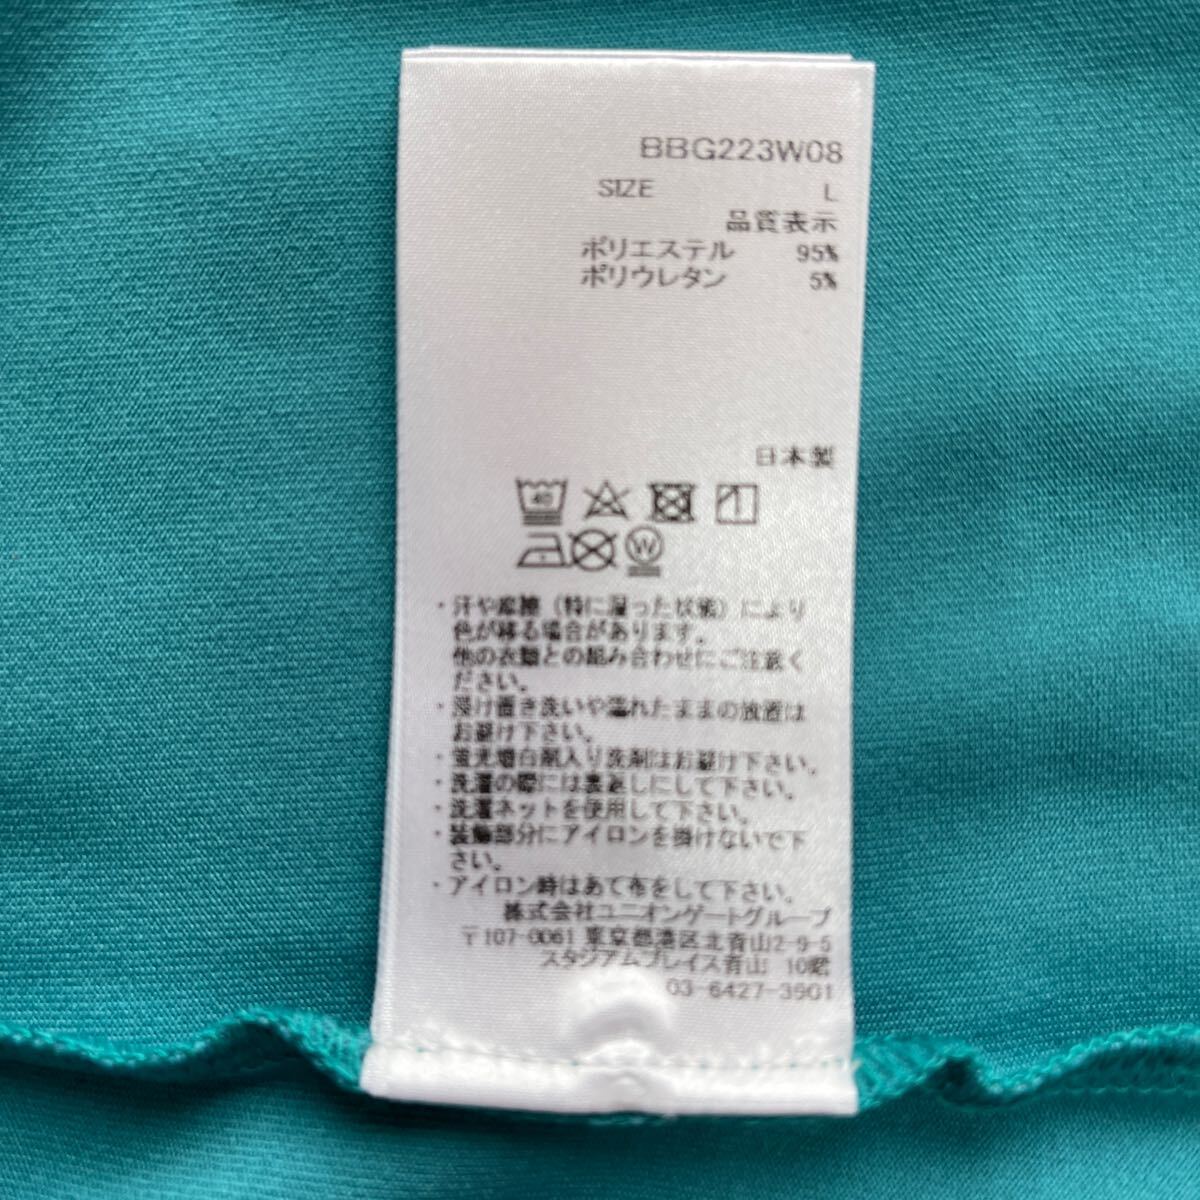 BBG223W08
SIZE L
品質表示
ポリエステル 95%
ポリウレタン 5%
日本製
40
W
・汗や摩擦（特に湿った状態）により
色が移る場合があります。
他の衣類との組み合わせにご注意く
ださい。
・浸け置き洗いや濡れたままの放置は
お避け下さい。
・蛍光増白剤入り洗剤はお避け下さい。
・洗濯の際には裏返しにして下さい。
・洗濯ネットを使用して下さい。
・装飾部分にアイロンを掛けないで下
さい。
・アイロン時はあて布をして下さい。
株式会社ユニオンゲートグループ
〒107-0061 東京都港区北青山2-9-5
スタジアムプレイス青山 10階
03-6427-3901